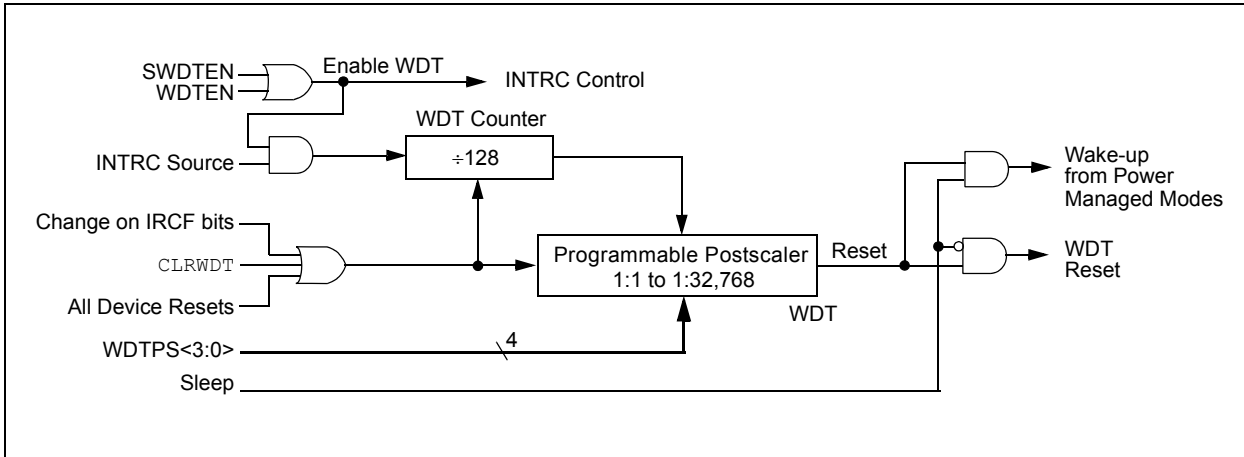 SWDTEN
WDTEN
Enable WDT
INTRC Control
WDT Counter
÷128
INTRC Source
Wake-up
from Power
Managed Modes
Change on IRCF bits
CLRWDT
All Device Resets
Programmable Postscaler
1:1 to 1:32,768
Reset
WDT
WDT
Reset
WDTPS<3:0>
4
Sleep